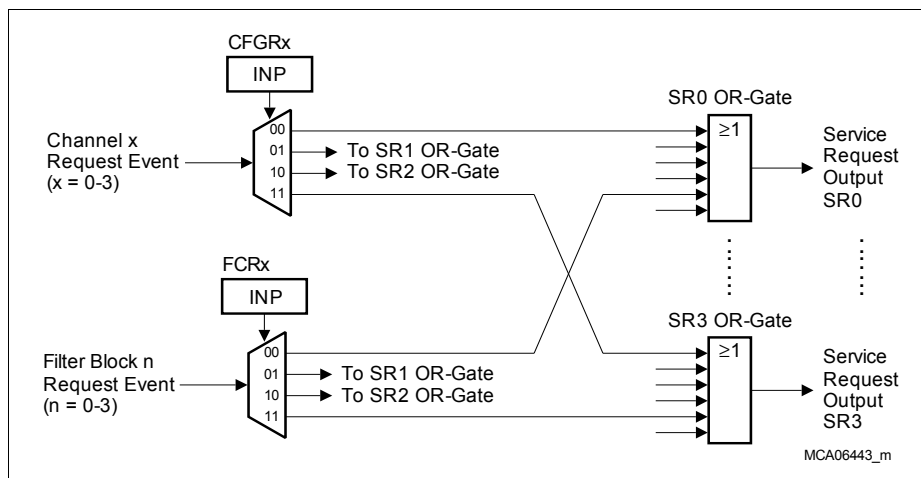 CFGRx
INP
Channel x
Request Event
(x = 0-3)
00
01
10
11
To SR1 OR-Gate
To SR2 OR-Gate
SR0 OR-Gate
≥1
Service
Request
Output
SR0
FCRx
INP
Filter Block n
Request Event
(n = 0-3)
00
01
10
11
To SR1 OR-Gate
To SR2 OR-Gate
SR3 OR-Gate
≥1
Service
Request
Output
SR3
MCA06443_m